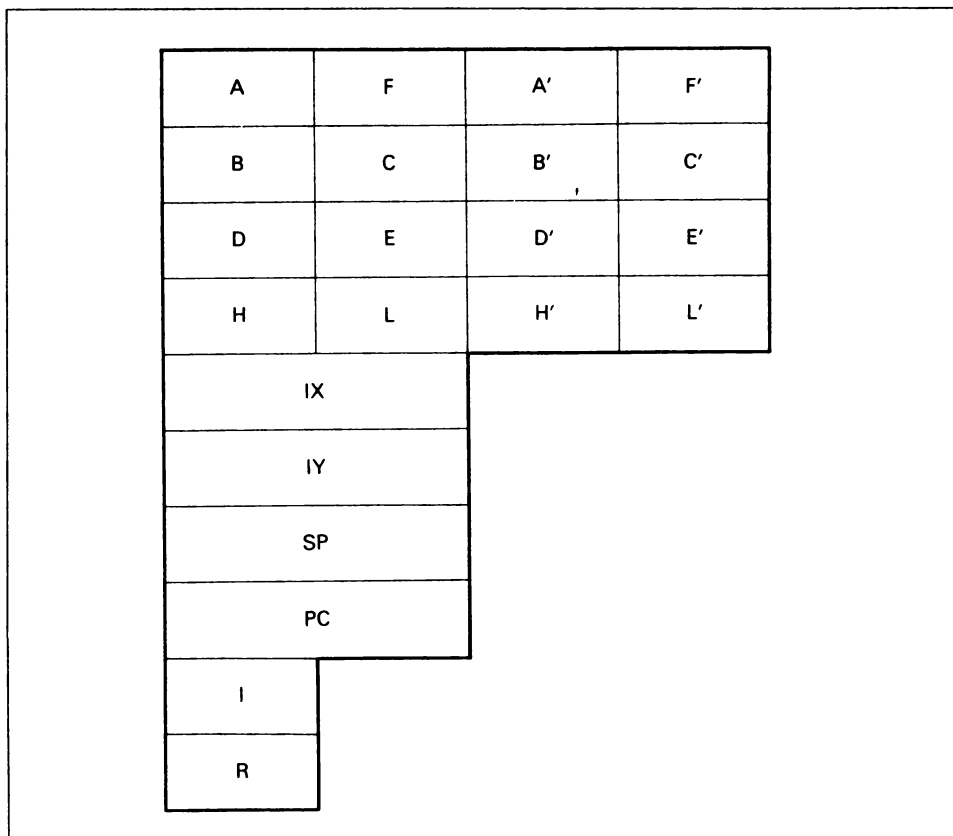 A F A′ F′
B C B′ C′
D E D′ E′
H L H′ L′
IX
IY
SP
PC
I
R